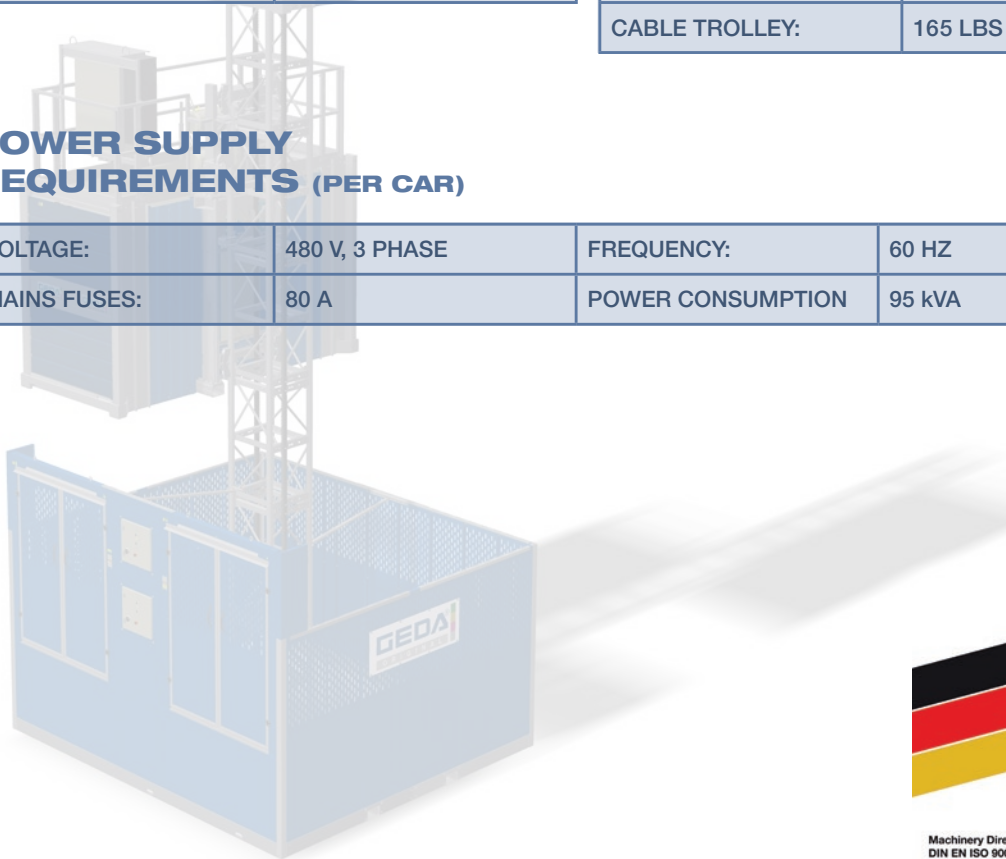 CABLE TROLLEY: 165 LBS
OWER SUPPLY
EQUIREMENTS (PER CAR)
OLTAGE: 480 V, 3 PHASE FREQUENCY: 60 HZ
AINS FUSES: 80 A POWER CONSUMPTION 95 kVA
GEDA
Machinery Dire
DIN EN ISO 900